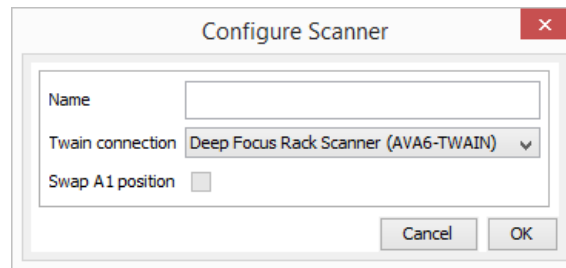 Configure Scanner
Name
Twain connection Deep Focus Rack Scanner (AVA6-TWAIN)
Swap A1 position
Cancel OK